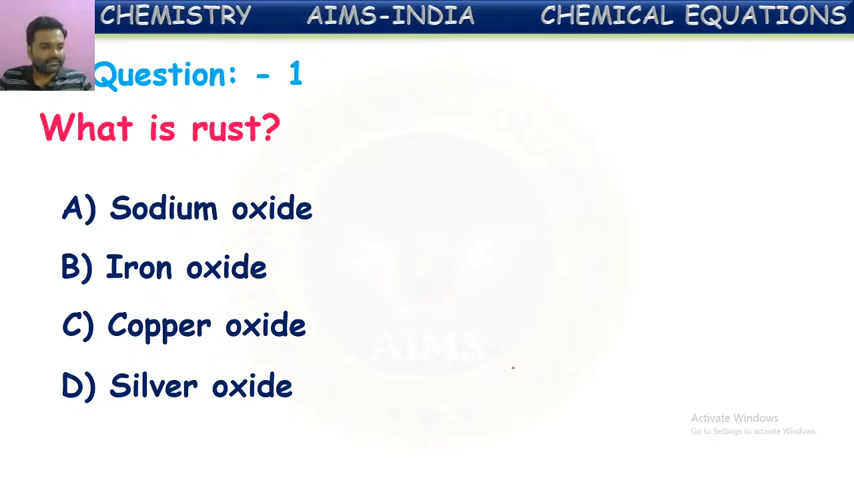 CHEMISTRY AIMS-INDIA CHEMICAL EQUATIONS
Question: - 1
What is rust?
A) Sodium oxide
B) Iron oxide
C) Copper oxide
D) Silver oxide
AIMS
Activate Windows
Go to Settings to activate Windows.